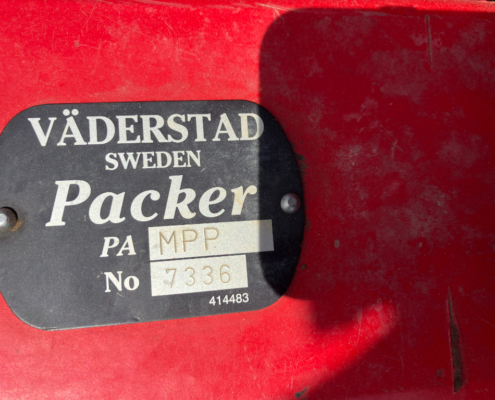 VÄDERSTAD
SWEDEN
Packer
PA MPP
No 7336
414483